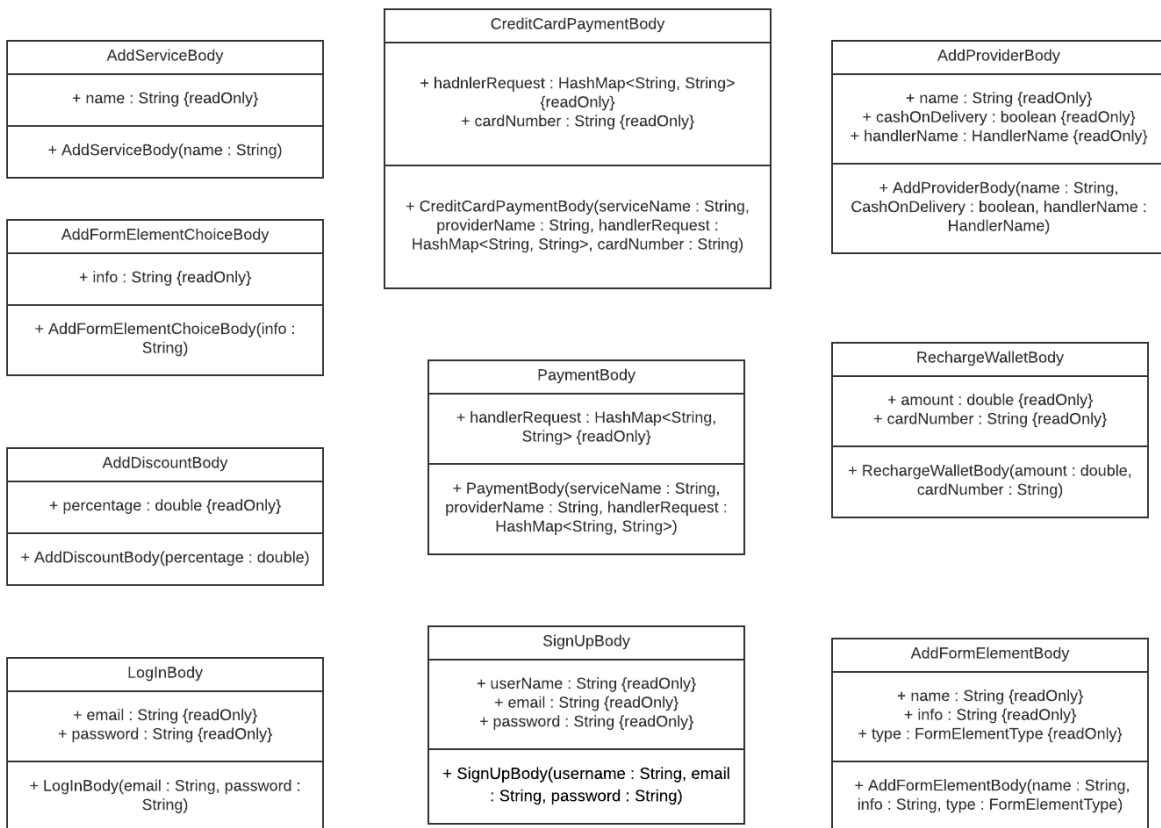 AddServiceBody
+ name : String {readOnly}
+ AddServiceBody(name : String)
AddFormElementChoiceBody
+ info : String {readOnly}
+ AddFormElementChoiceBody(info :
String)
AddDiscountBody
+ percentage : double {readOnly}
+ AddDiscountBody(percentage : double)
LogInBody
+ email : String {readOnly}
+ password : String {readOnly}
+ LogInBody(email : String, password :
String)
CreditCardPaymentBody
+ hadnlerRequest : HashMap<String, String>
{readOnly}
+ cardNumber : String {readOnly}
+ CreditCardPaymentBody(serviceName : String,
providerName : String, handlerRequest :
HashMap<String, String>, cardNumber : String)
PaymentBody
+ handlerRequest : HashMap<String,
String> {readOnly}
+ PaymentBody(serviceName : String,
providerName : String, handlerRequest :
HashMap<String, String>)
SignUpBody
+ userName : String {readOnly}
+ email : String {readOnly}
+ password : String {readOnly}
+ SignUpBody(username : String, email
: String, password : String)
AddProviderBody
+ name : String {readOnly}
+ cashOnDelivery : boolean {readOnly}
+ handlerName : HandlerName {readOnly}
+ AddProviderBody(name : String,
CashOnDelivery : boolean, handlerName :
HandlerName)
RechargeWalletBody
+ amount : double {readOnly}
+ cardNumber : String {readOnly}
+ RechargeWalletBody(amount : double,
cardNumber : String)
AddFormElementBody
+ name : String {readOnly}
+ info : String {readOnly}
+ type : FormElementType {readOnly}
+ AddFormElementBody(name : String,
info : String, type : FormElementType)